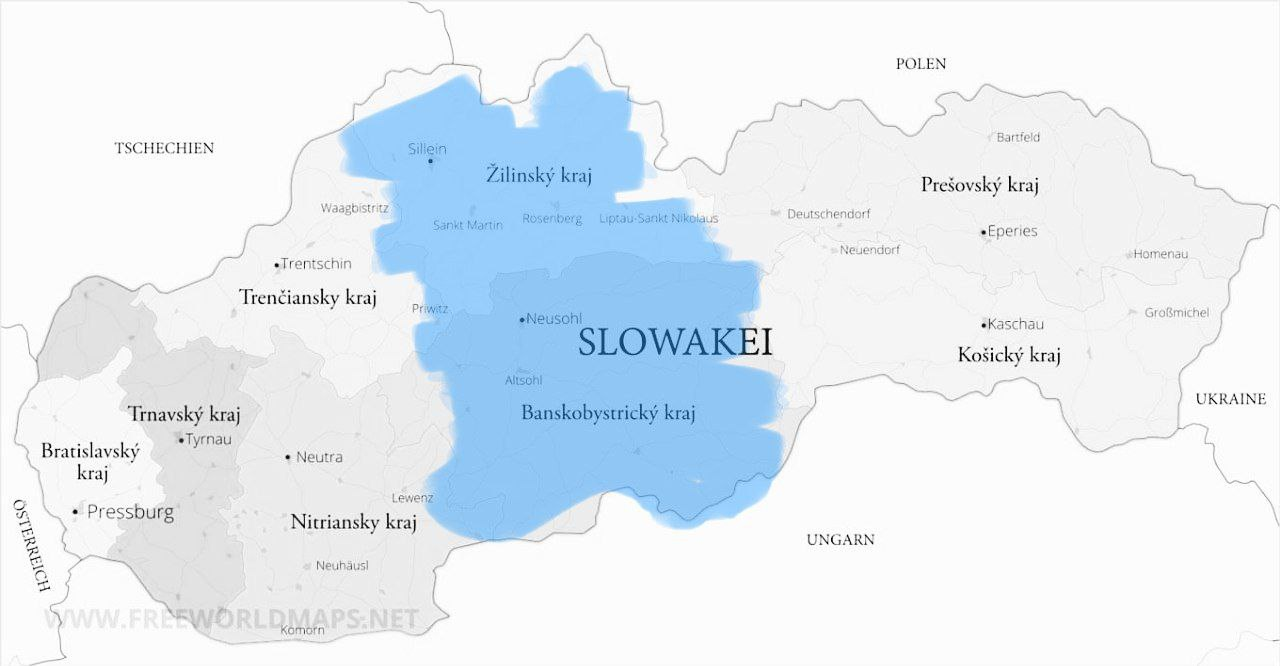 POLEN
TSCHECHIEN
Bartfeld
Sillein
Žilinský kraj
Prešovský kraj
Waagbistritz
Sankt Martin
Rosenberg
Liptau-Sankt Nikolaus
Deutschendorf
Eperies
Neuendorf
Homenau
Trentschin
Trenčiansky kraj
Priwitz
Neusohl
SLOWAKEI
Großmichel
Kaschau
Košický kraj
Altsohl
UKRAINE
Trnavský kraj
Banskobystrický kraj
Tyrnau
Bratislavský
kraj
Neutra
Lewenz
Pressburg
Nitriansky kraj
ÖSTERREICH
UNGARN
Neuhäusl
WWW.FREEWORLDMAPS.NET
Komorn